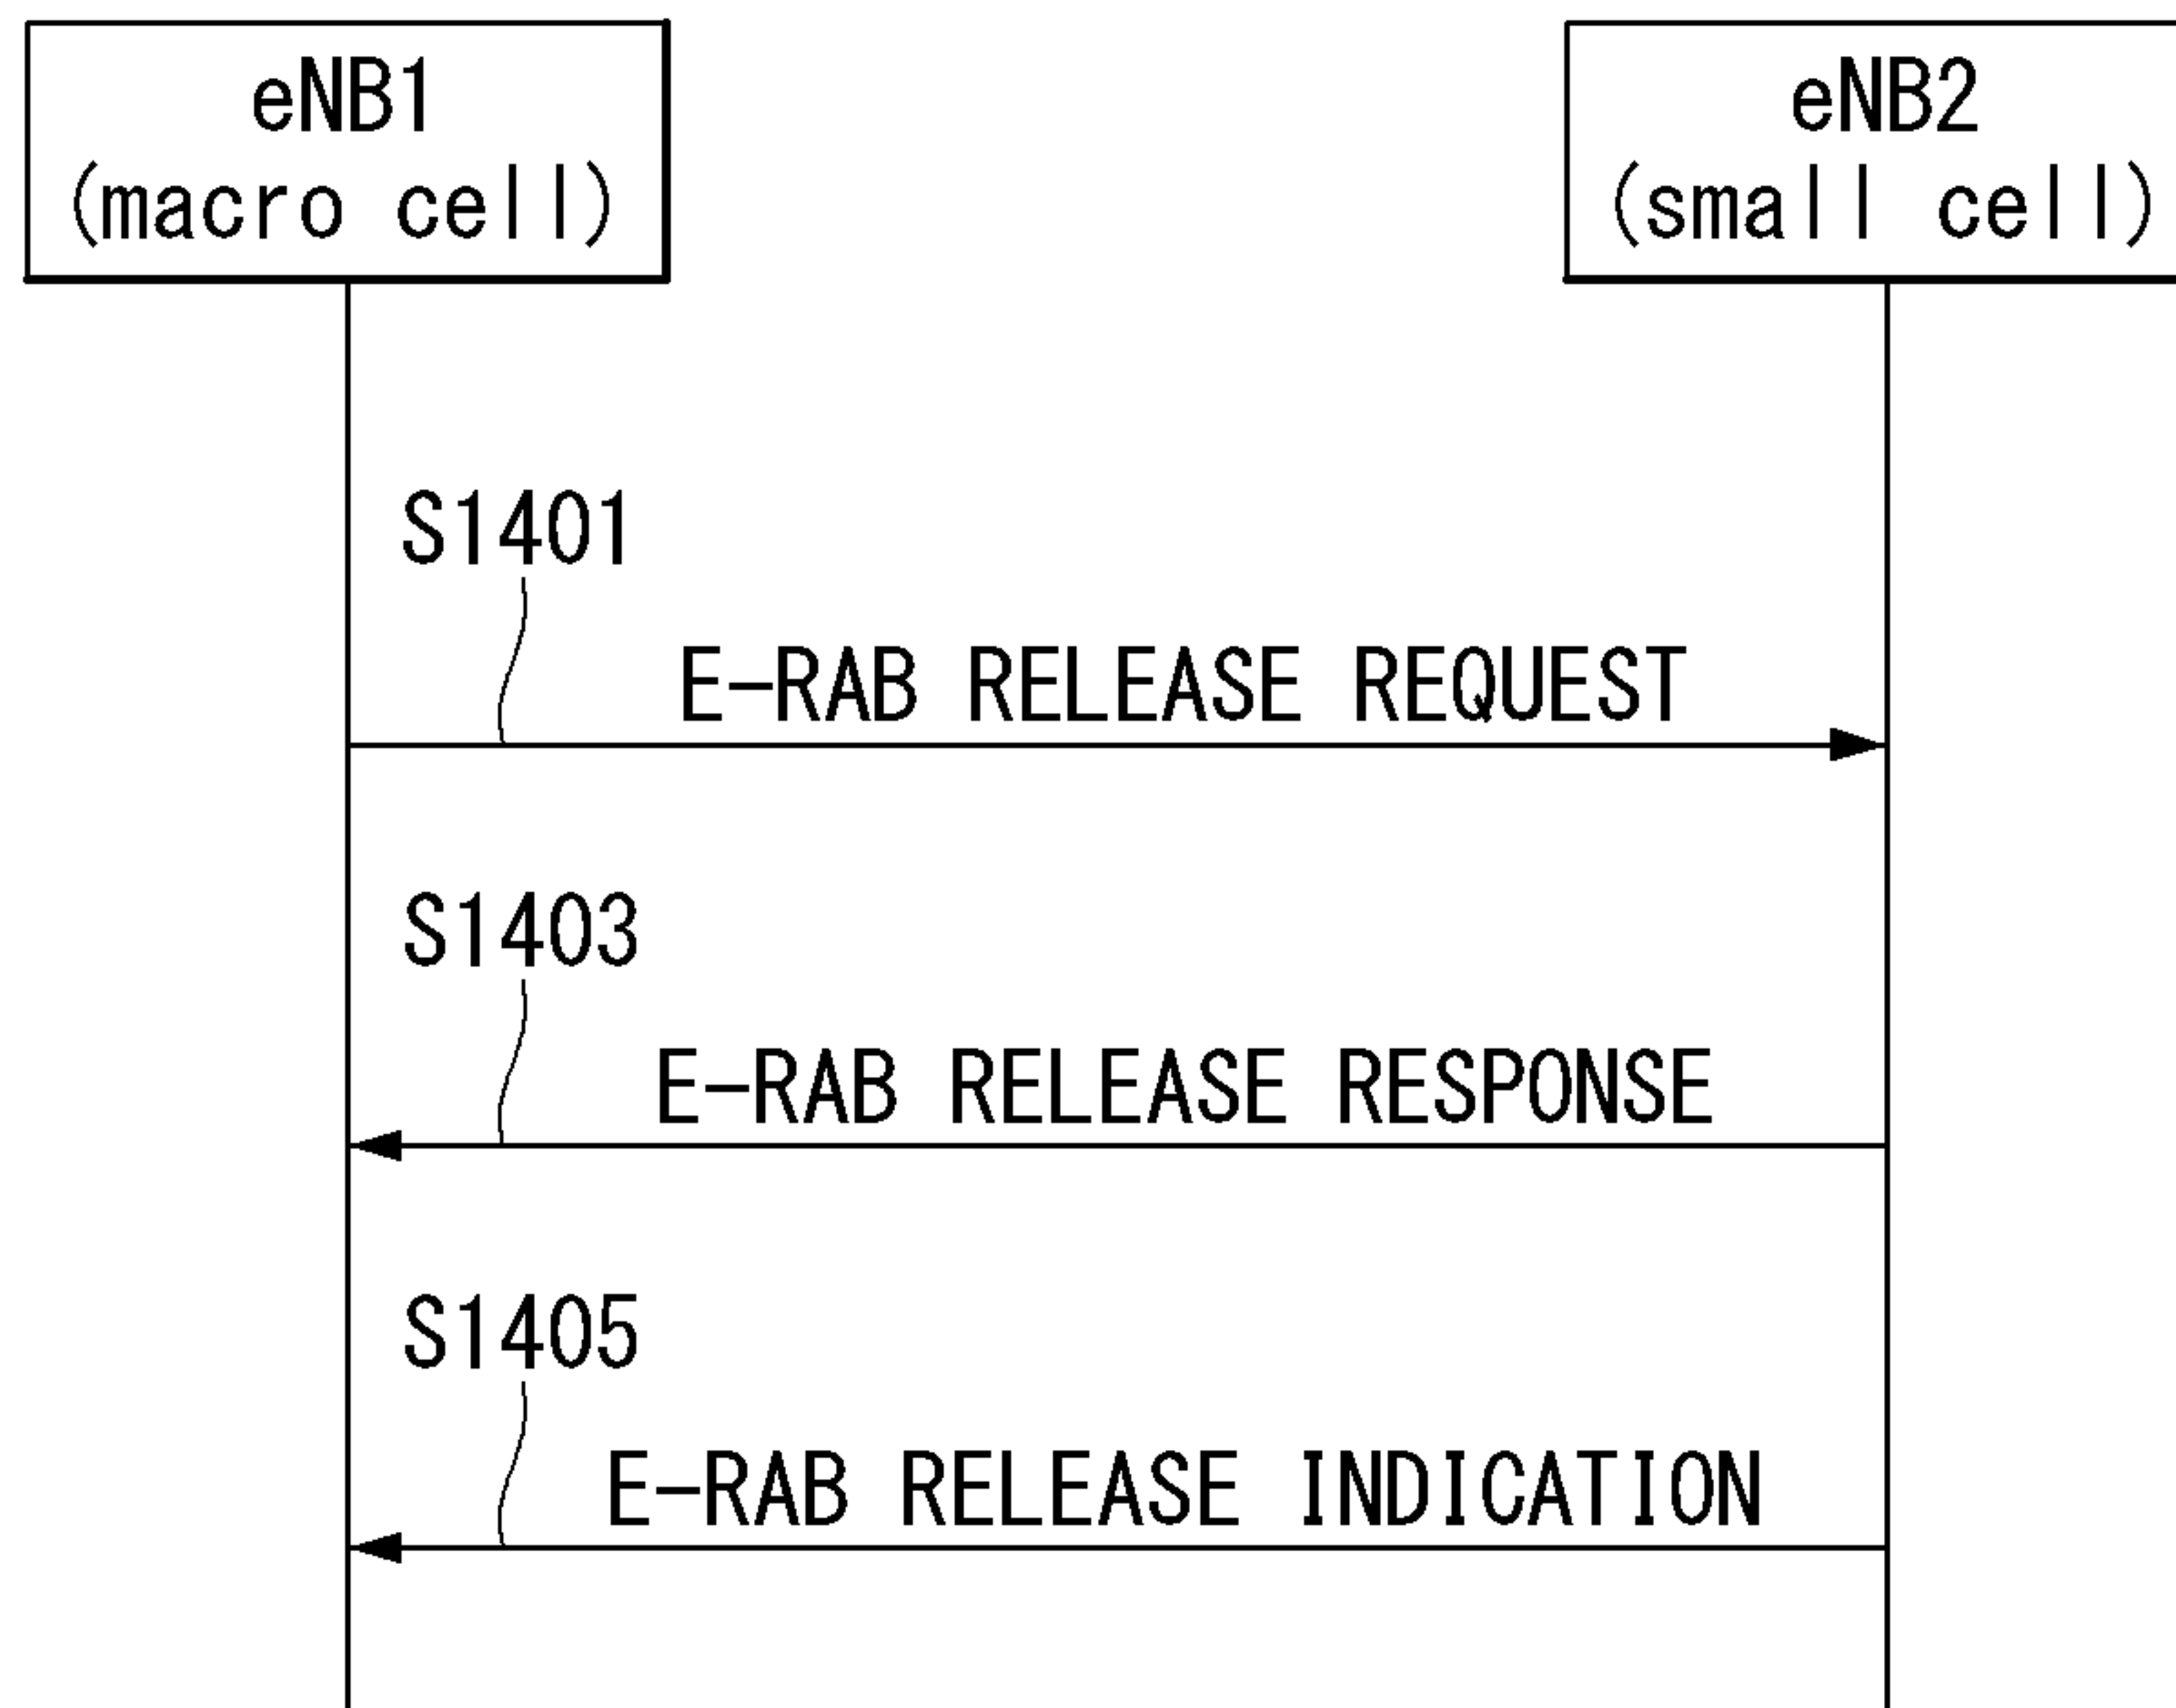 eNB1
(macro cell)
eNB2
(small cell)
S1401
E-RAB RELEASE REQUEST
S1403
E-RAB RELEASE RESPONSE
S1405
E-RAB RELEASE INDICATION